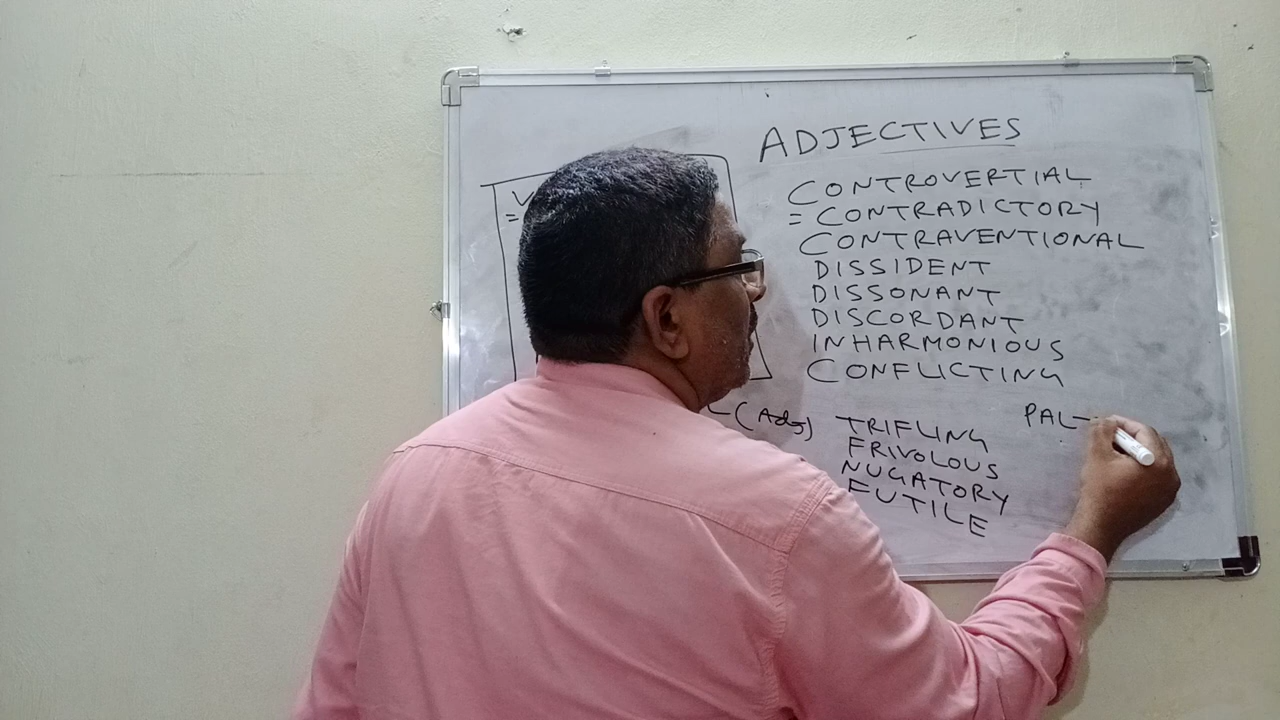 ADJECTIVES
CONTROVERTIAL
= CONTRADICTORY
CONTRAVENTIONAL
DISSIDENT
DISSONANT
DISCORDANT
INHARMONIOUS
CONFLICTING
(Adj) TRIFLING
FRIVOLOUS
NUGATORY
FUTILE
PAL